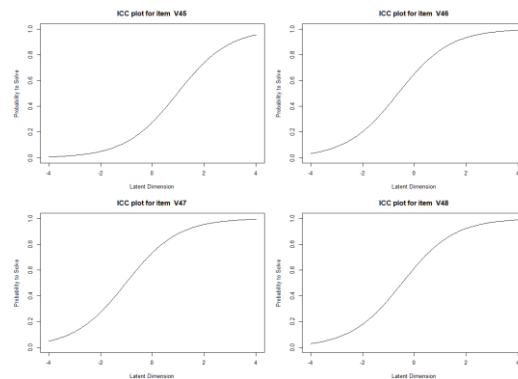 ICC plot for item V45
Probability to Solve
0.0 0.2 0.4 0.6 0.8 1.0
-4 -2 0 2 4
Latent Dimension
ICC plot for item V46
Probability to Solve
0.0 0.2 0.4 0.6 0.8 1.0
-4 -2 0 2 4
Latent Dimension
ICC plot for item V47
Probability to Solve
0.0 0.2 0.4 0.6 0.8 1.0
-4 -2 0 2 4
Latent Dimension
ICC plot for item V48
Probability to Solve
0.0 0.2 0.4 0.6 0.8 1.0
-4 -2 0 2 4
Latent Dimension